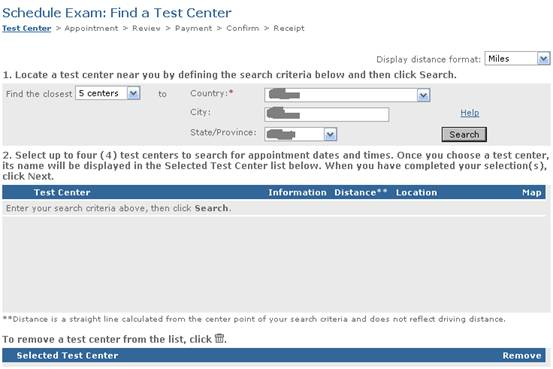 Schedule Exam: Find a Test Center
Test Center > Appointment > Review > Payment > Confirm > Receipt
Display distance format: Miles
1. Locate a test center near you by defining the search criteria below and then click Search.
Find the closest 5 centers to Country:*
City: Help
State/Province: Search
2. Select up to four (4) test centers to search for appointment dates and times. Once you choose a test center,
its name will be displayed in the Selected Test Center list below. When you have completed your selection(s),
click Next.
Test Center Information Distance** Location Map
Enter your search criteria above, then click Search.
**Distance is a straight line calculated from the center point of your search criteria and does not reflect driving distance.
To remove a test center from the list, click .
Selected Test Center Remove